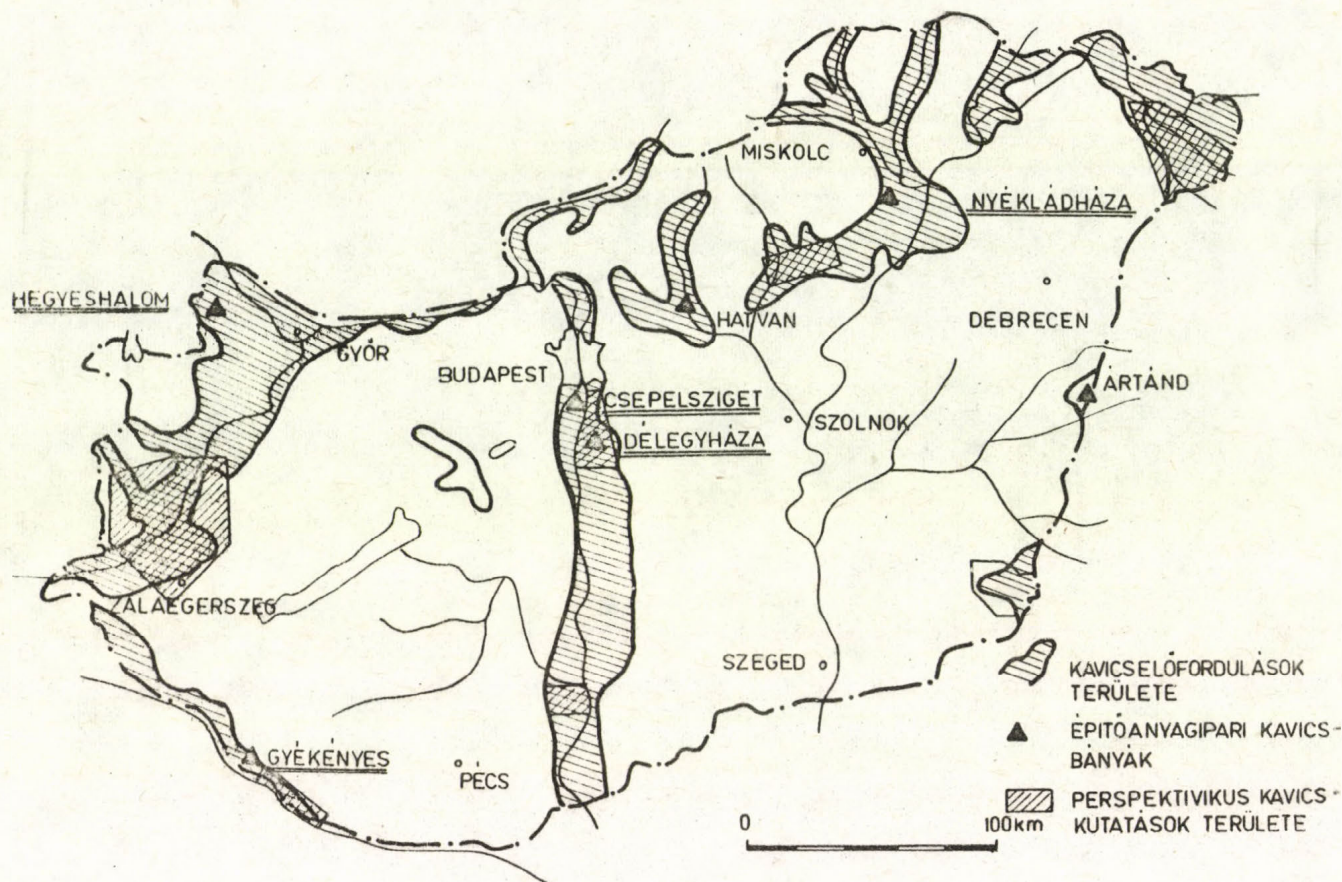 MISKOLC
NYÉKLÁDHÁZA
HEGYESHALOM
GYŐR
HATVAN
DEBRECEN
BUDAPEST
CSEPELSZIGET
ÁRTÁND
SZOLNOK
DÉLEGYHÁZA
ZALAEGERSZEG
SZEGED
GYÉKÉNYES
PÉCS
KAVICSELŐFORDULÁSOK
TERÜLETE
ÉPITŐANYAGIPARI KAVICS-
BÁNYÁK
PERSPEKTIVIKUS KAVICS-
KUTATÁSOK TERÜLETE
0 100km